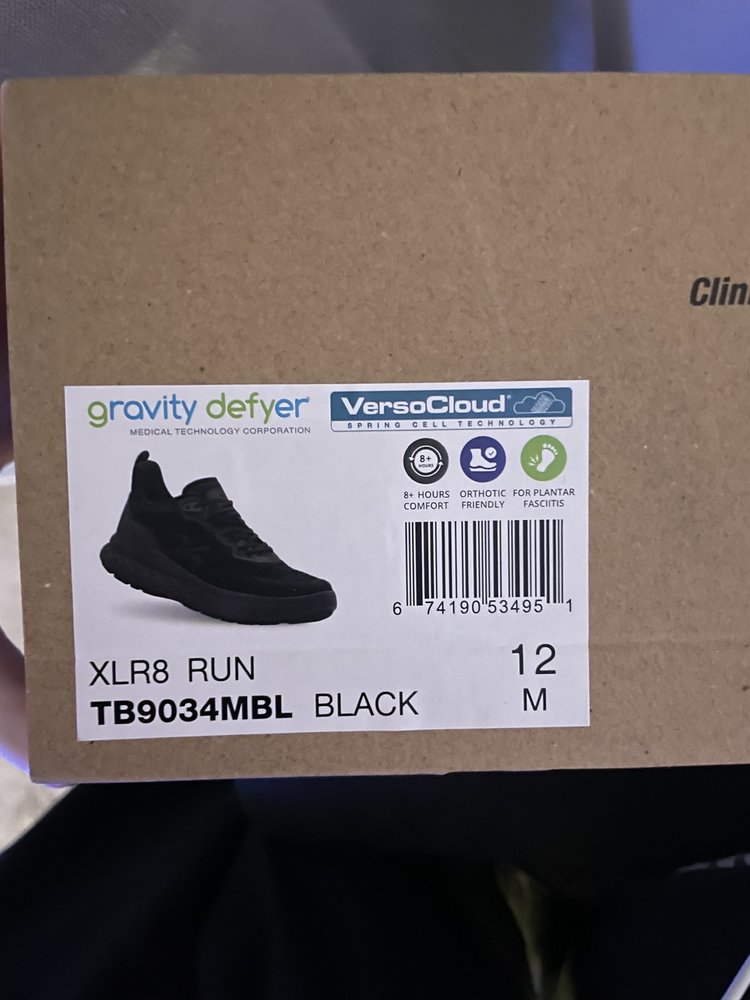 Clin
gravity defyer
MEDICAL TECHNOLOGY CORPORATION
VersoCloud®
SPRING CELL TECHNOLOGY
8+
HOURS
8+ HOURS
COMFORT
ORTHOTIC
FRIENDLY
FOR PLANTAR
FASCIITIS
6 74190 53495 1
XLR8 RUN
12
TB9034MBL BLACK
M